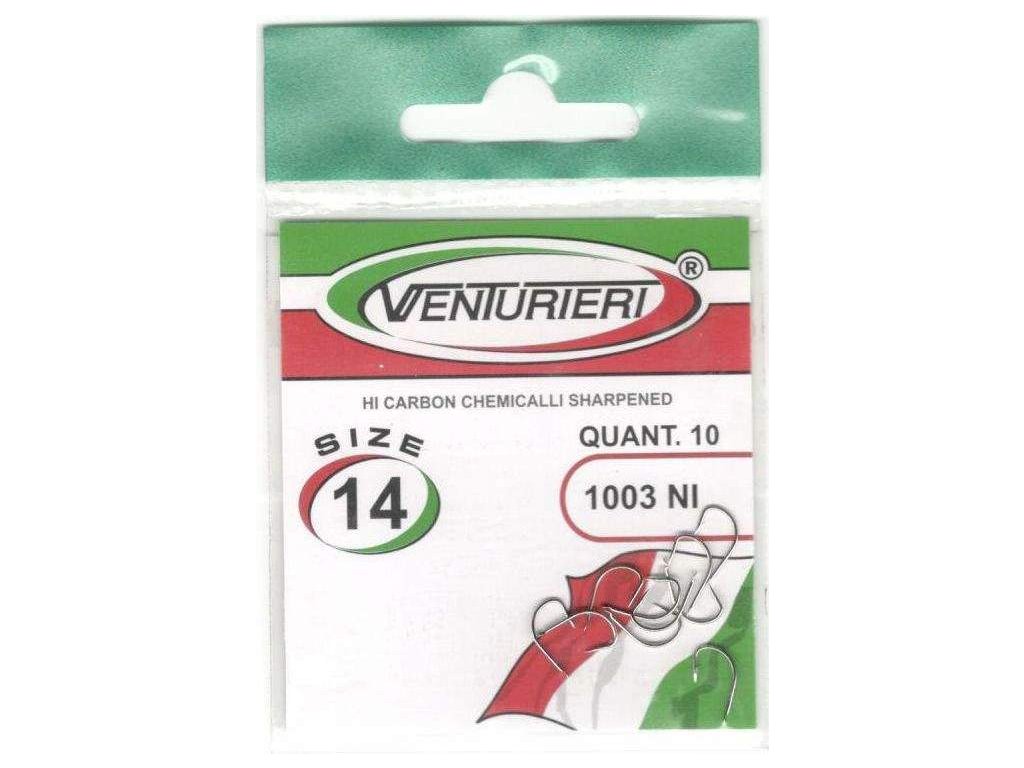 VENTURIERI ®
HI CARBON CHEMICALLI SHARPENED
SIZE
14
QUANT. 10
1003 NI